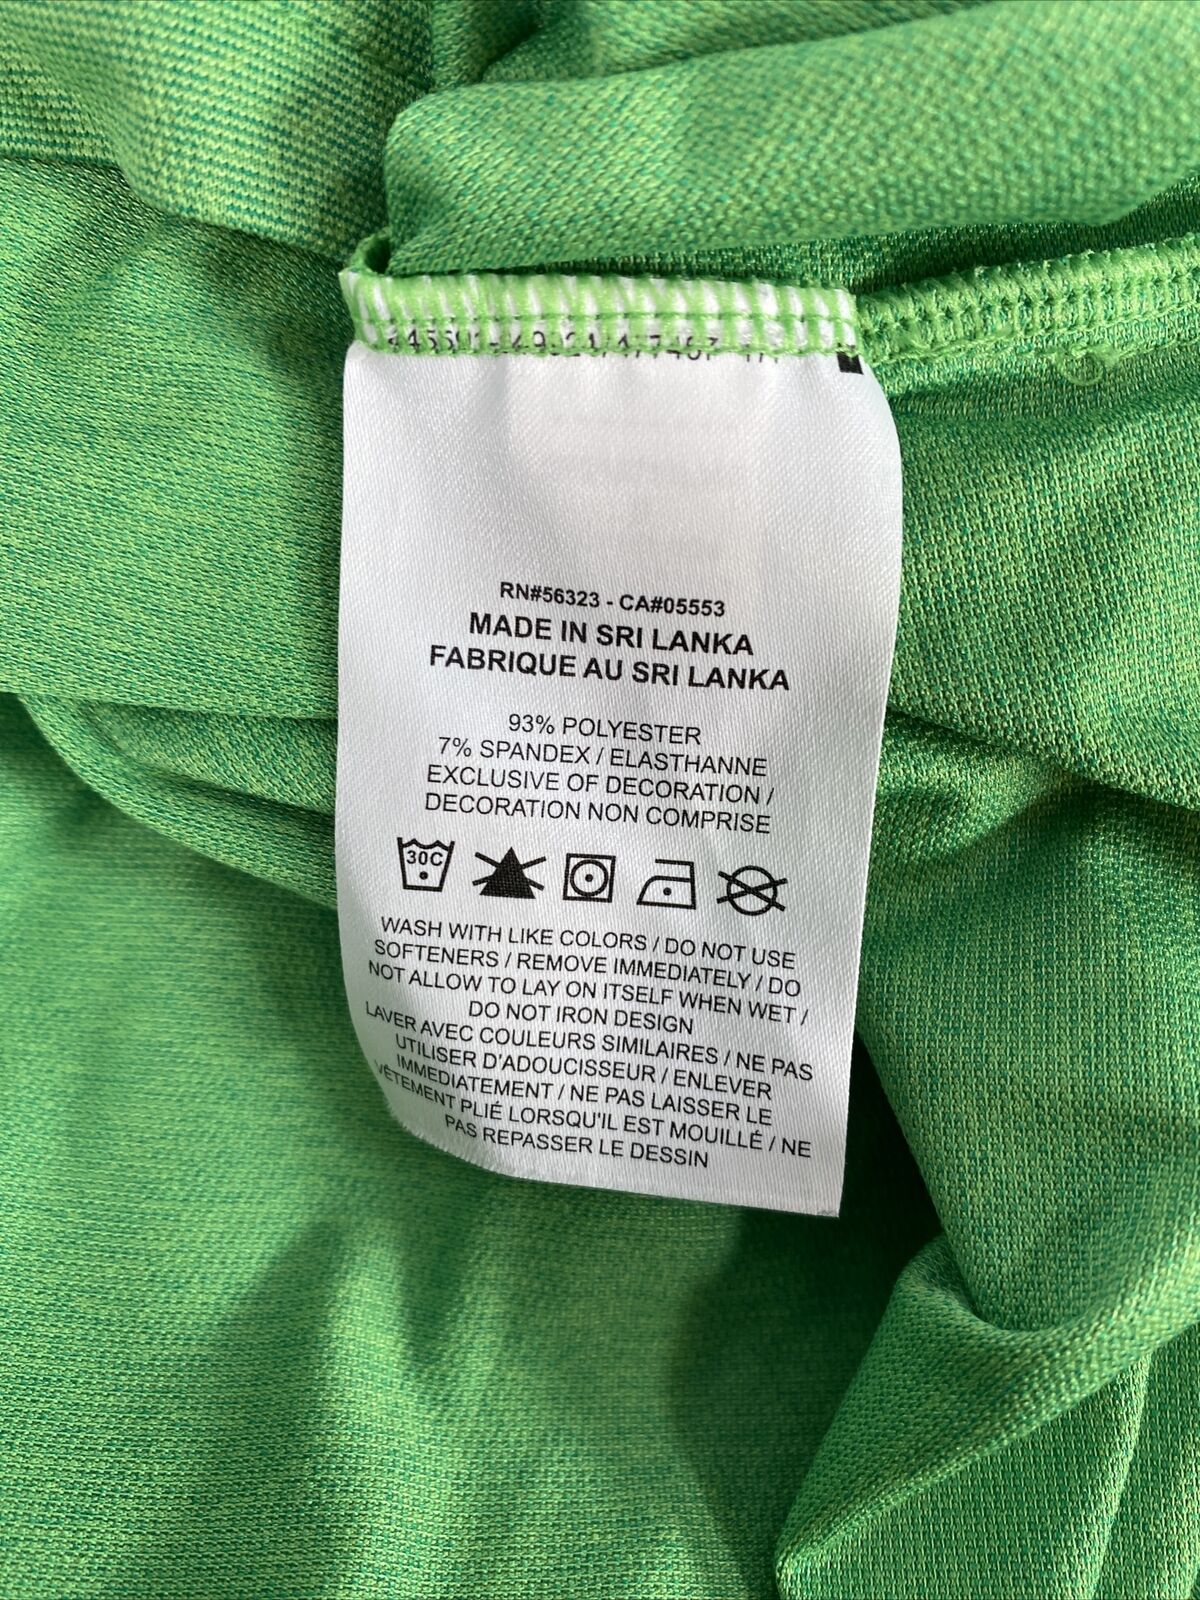 RN#56323 - CA#05553
MADE IN SRI LANKA
FABRIQUE AU SRI LANKA
93% POLYESTER
7% SPANDEX / ELASTHANNE
EXCLUSIVE OF DECORATION /
DECORATION NON COMPRISE
30C
WASH WITH LIKE COLORS / DO NOT USE
SOFTENERS / REMOVE IMMEDIATELY / DO
NOT ALLOW TO LAY ON ITSELF WHEN WET /
DO NOT IRON DESIGN
LAVER AVEC COULEURS SIMILAIRES / NE PAS
UTILISER D'ADOUCISSEUR / ENLEVER
IMMEDIATEMENT / NE PAS LAISSER LE
VÊTEMENT PLIÉ LORSQU'IL EST MOUILLÉ / NE
PAS REPASSER LE DESSIN